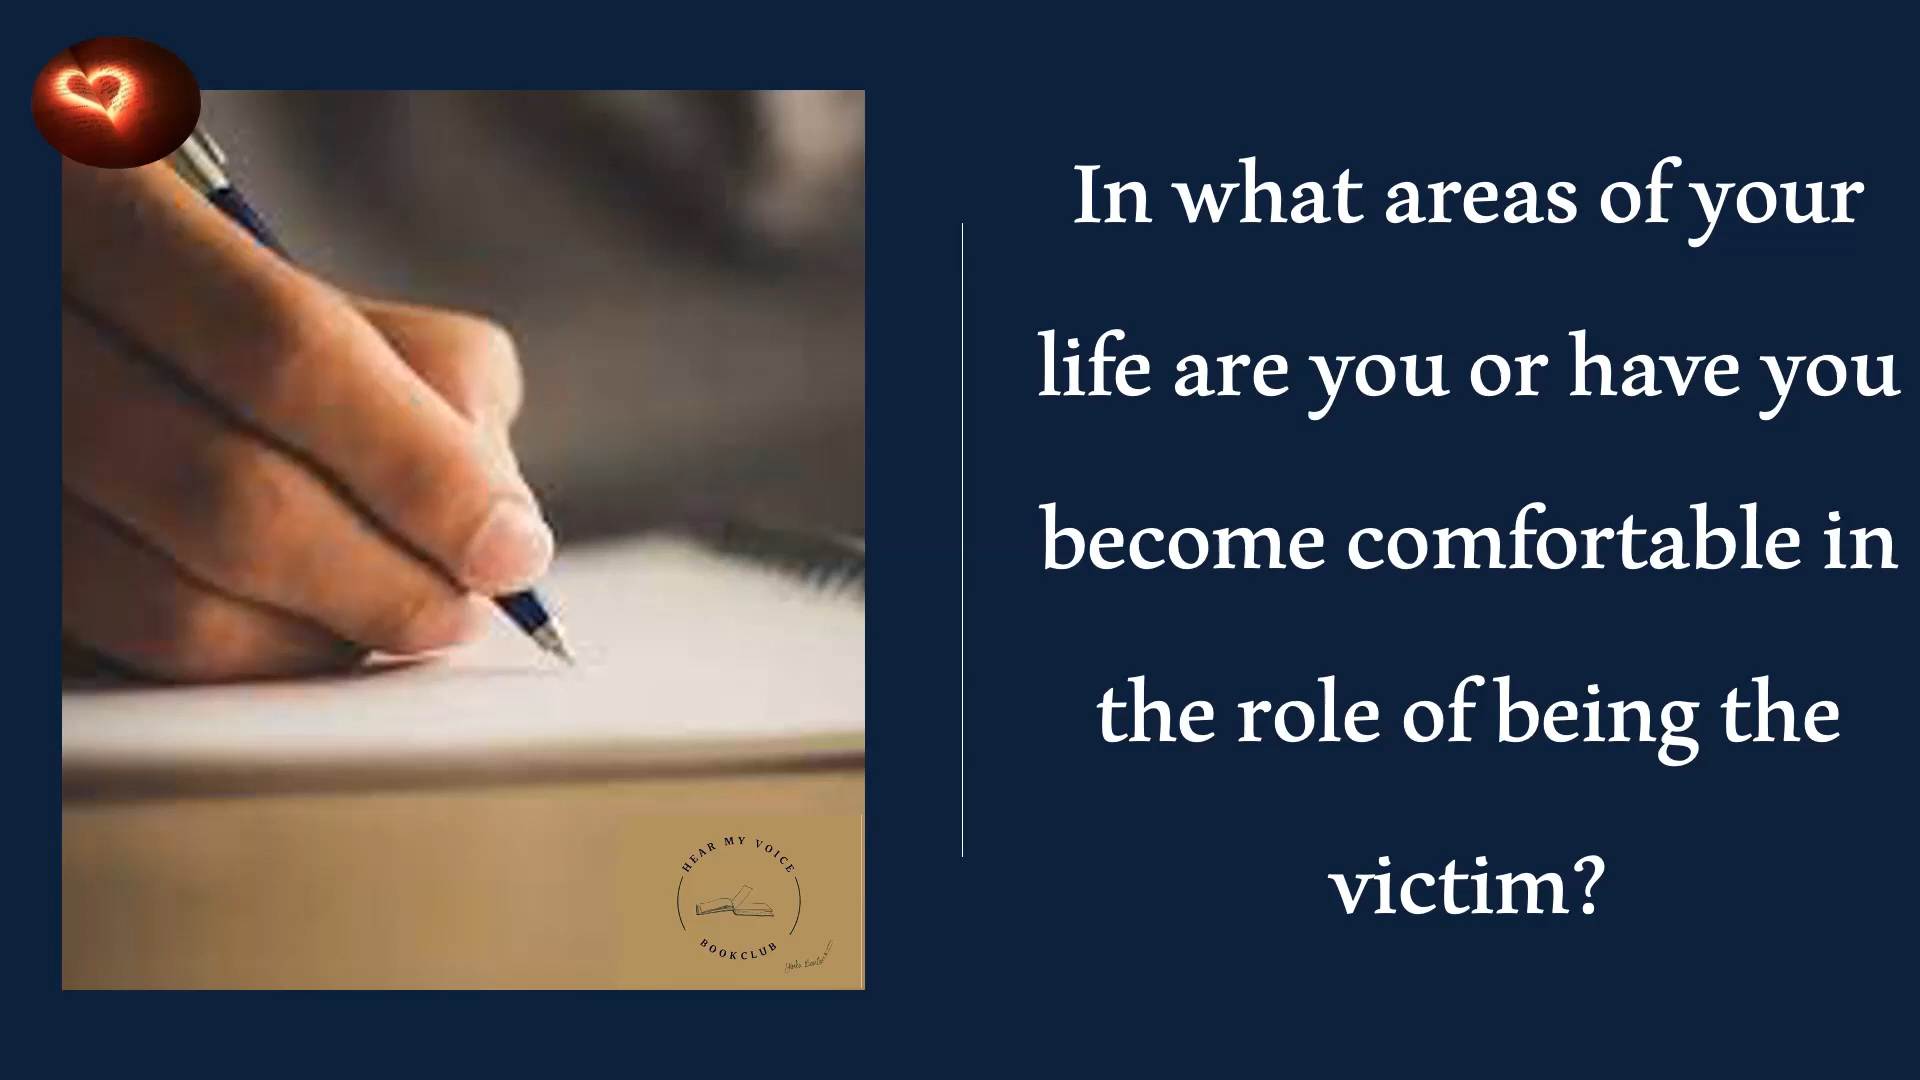 In what areas of your
life are you or have you
become comfortable in
the role of being the
victim?
HEAR MY VOICE
BOOKCLUB